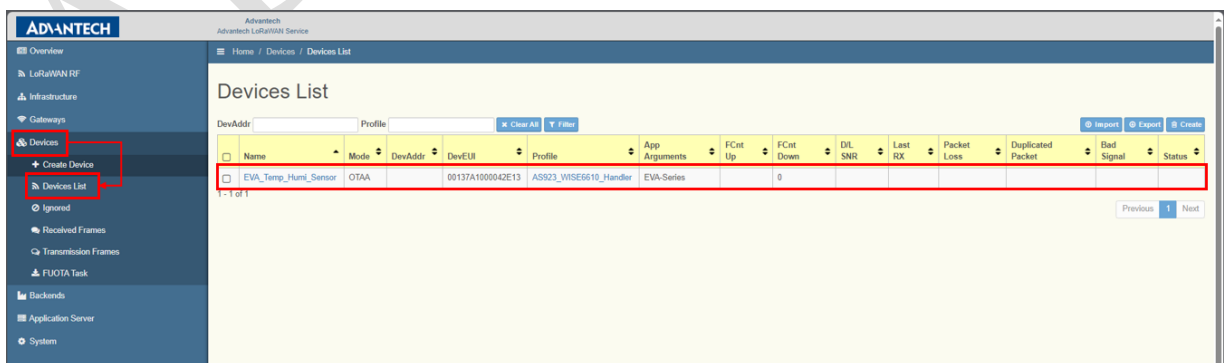 ADVANTECH
Advantech
Advantech LoRaWAN Service
Overview
LoRaWAN RF
Infrastructure
Gateways
Devices
Create Device
Devices List
Ignored
Received Frames
Transmission Frames
FUOTA Task
Backends
Application Server
System
Home / Devices / Devices List
Devices List
DevAddr Profile Clear All Filter Import Export Create
Name Mode DevAddr DevEUI Profile App Arguments FCnt Up FCnt Down D/L SNR Last RX Packet Loss Duplicated Packet Bad Signal Status
EVA_Temp_Humi_Sensor OTAA 00137A1000042E13 AS923_WISE6610_Handler EVA-Series 0
1 - 1 of 1
Previous 1 Next